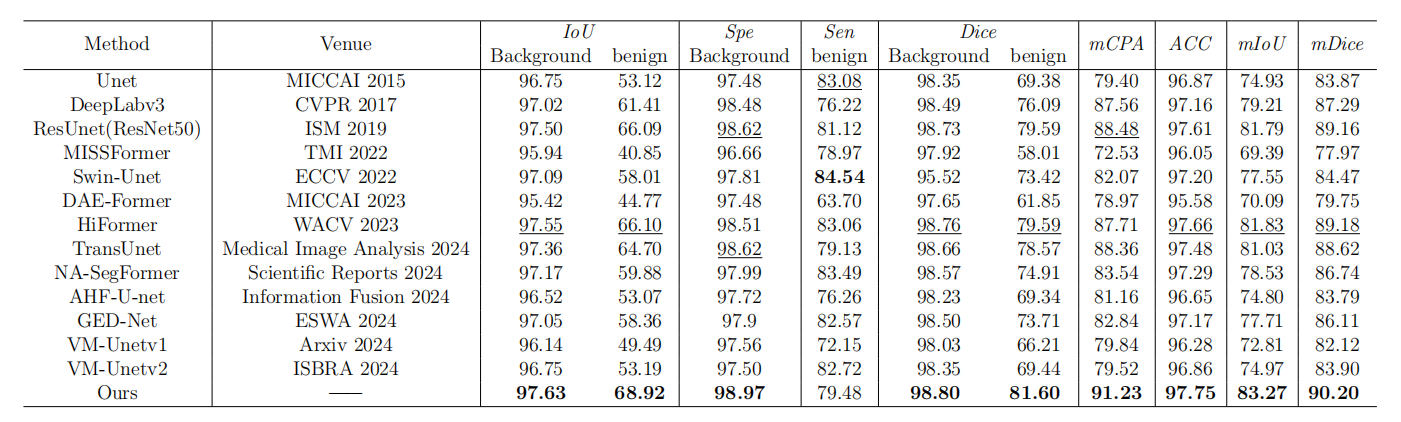 Method Venue IoU Spe Sen Dice mCPA ACC mIoU mDice
Background benign Background benign Background benign
Unet MICCAI 2015 96.75 53.12 97.48 83.08 98.35 69.38 79.40 96.87 74.93 83.87
DeepLabv3 CVPR 2017 97.02 61.41 98.48 76.22 98.49 76.09 87.56 97.16 79.21 87.29
ResUnet(ResNet50) ISM 2019 97.50 66.09 98.62 81.12 98.73 79.59 88.48 97.61 81.79 89.16
MISSFormer TMI 2022 95.94 40.85 96.66 78.97 97.92 58.01 72.53 96.05 69.39 77.97
Swin-Unet ECCV 2022 97.09 58.01 97.81 84.54 95.52 73.42 82.07 97.20 77.55 84.47
DAE-Former MICCAI 2023 95.42 44.77 97.48 63.70 97.65 61.85 78.97 95.58 70.09 79.75
HiFormer WACV 2023 97.55 66.10 98.51 83.06 98.76 79.59 87.71 97.66 81.83 89.18
TransUnet Medical Image Analysis 2024 97.36 64.70 98.62 79.13 98.66 78.57 88.36 97.48 81.03 88.62
NA-SegFormer Scientific Reports 2024 97.17 59.88 97.99 83.49 98.57 74.91 83.54 97.29 78.53 86.74
AHF-U-net Information Fusion 2024 96.52 53.07 97.72 76.26 98.23 69.34 81.16 96.65 74.80 83.79
GED-Net ESWA 2024 97.05 58.36 97.9 82.57 98.50 73.71 82.84 97.17 77.71 86.11
VM-Unetv1 Arxiv 2024 96.14 49.49 97.56 72.15 98.03 66.21 79.84 96.28 72.81 82.12
VM-Unetv2 ISBRA 2024 96.75 53.19 97.50 82.72 98.35 69.44 79.52 96.86 74.97 83.90
Ours —— 97.63 68.92 98.97 79.48 98.80 81.60 91.23 97.75 83.27 90.20